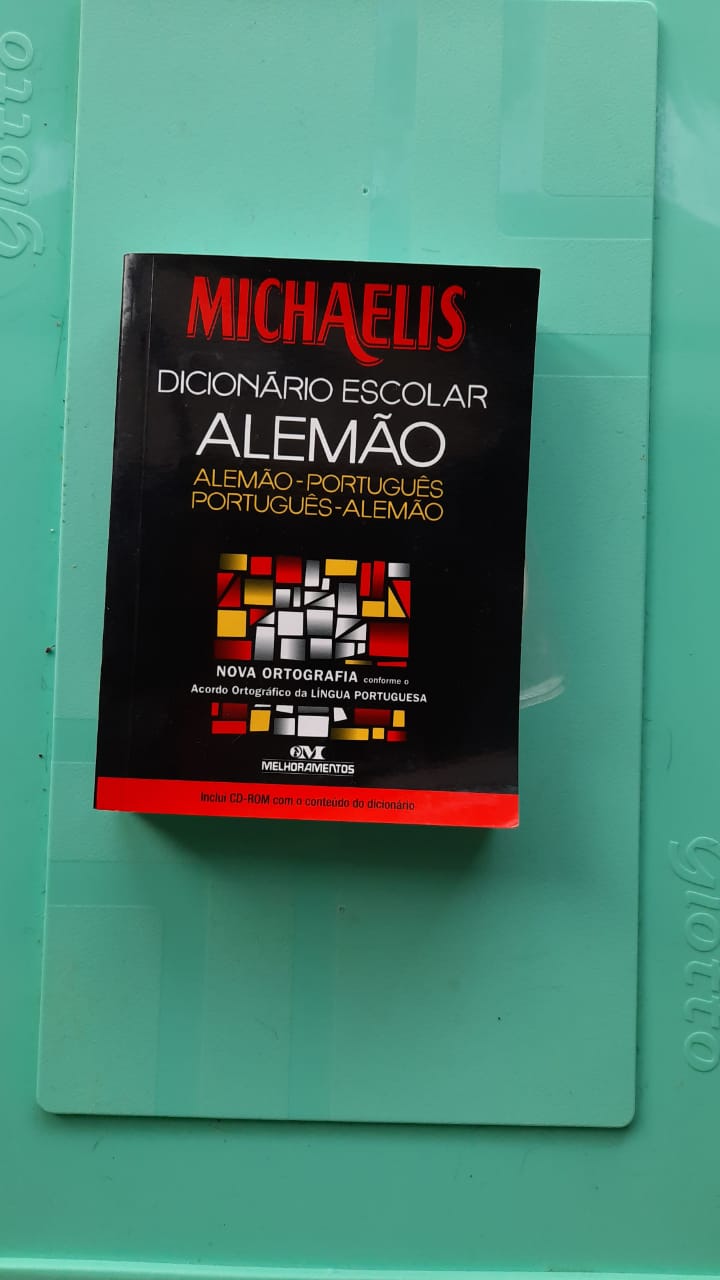 giotto
MICHAELIS
DICIONÁRIO ESCOLAR
ALEMÃO
ALEMÃO-PORTUGUÊS
PORTUGUÊS-ALEMÃO
NOVA ORTOGRAFIA conforme o
Acordo Ortográfico da LÍNGUA PORTUGUESA
M
MELHORAMENTOS
Inclui CD-ROM com o conteúdo do dicionário
giotto